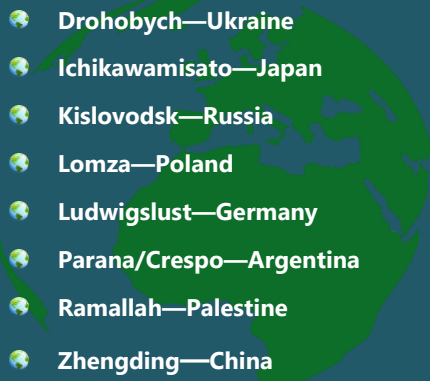 Drohobych—Ukraine
Ichikawamisato—Japan
Kislovodsk—Russia
Lomza—Poland
Ludwigslust—Germany
Parana/Crespo—Argentina
Ramallah—Palestine
Zhengding—China